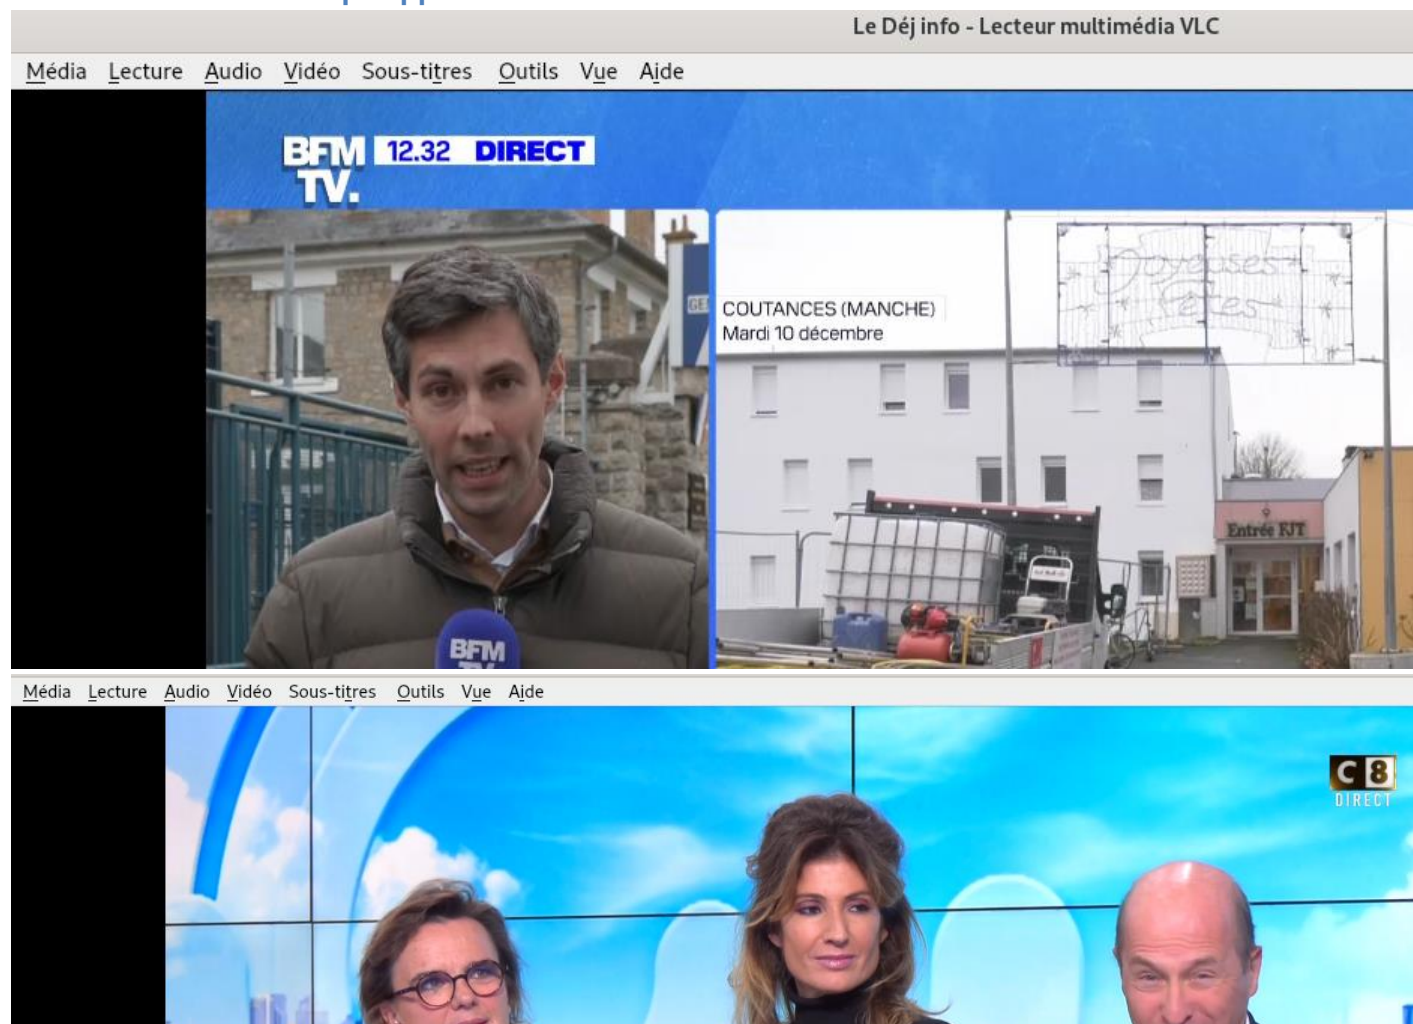 Le Déj info - Lecteur multimédia VLC
Média Lecture Audio Vidéo Sous-titres Outils Vue Aide
BFM 12.32 DIRECT
TV.
GE
COUTANCES (MANCHE)
Mardi 10 décembre
Joyeuses
Fêtes
Entrée FJT
BFM
TV
Média Lecture Audio Vidéo Sous-titres Outils Vue Aide
C8
DIRECT